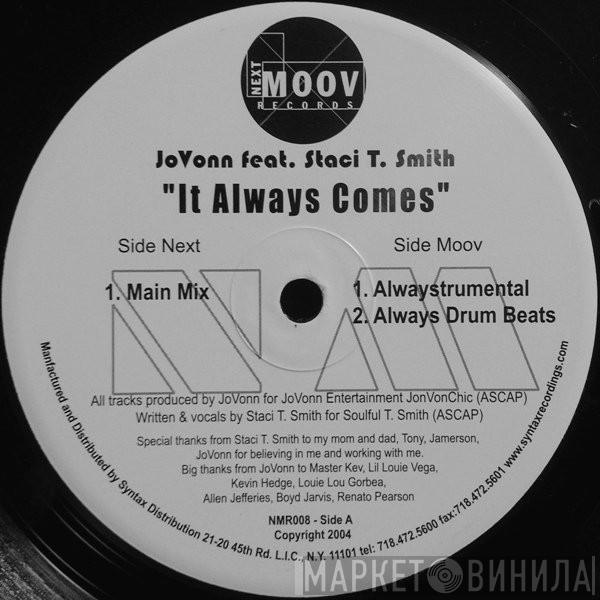 NEXT
MOOV
RECORDS
JoVonn feat. Staci T. Smith
"It Always Comes"
Side Next
1. Main Mix
Side Moov
1. Alwaystrumental
2. Always Drum Beats
NM
All tracks produced by JoVonn for JoVonn Entertainment JonVonChic (ASCAP)
Written & vocals by Staci T. Smith for Soulful T. Smith (ASCAP)
Special thanks from Staci T. Smith to my mom and dad, Tony, Jamerson,
JoVonn for believing in me and working with me.
Big thanks from JoVonn to Master Kev, Lil Louie Vega,
Kevin Hedge, Louie Lou Gorbea,
Allen Jefferies, Boyd Jarvis, Renato Pearson
NMR008 - Side A
Copyright 2004
Manfactured and Distributed by Syntax Distribution 21-20 45th Rd. L.I.C., N.Y. 11101 tel: 718.472.5600 fax:718.472.5601 www.syntaxrecordings.com
МАРКЕТ ВИНИЛА